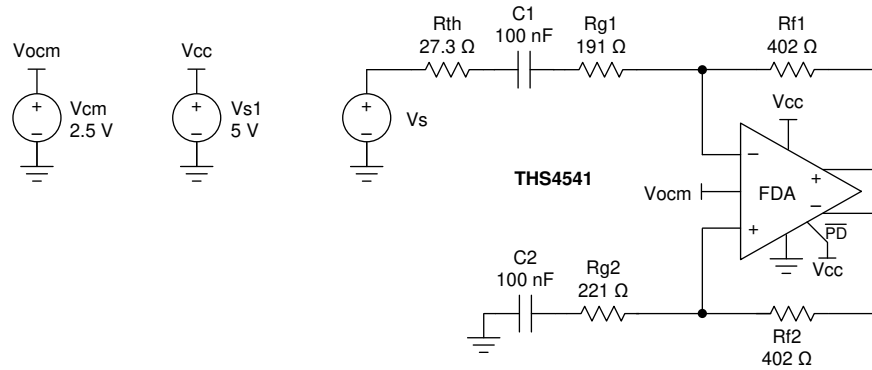 Vocm
Vcm
2.5 V
Vcc
Vs1
5 V
Vs
Rth
27.3 Ω
C1
100 nF
Rg1
191 Ω
Rf1
402 Ω
Vcc
THS4541
Vocm
FDA
PD
Vcc
C2
100 nF
Rg2
221 Ω
Rf2
402 Ω